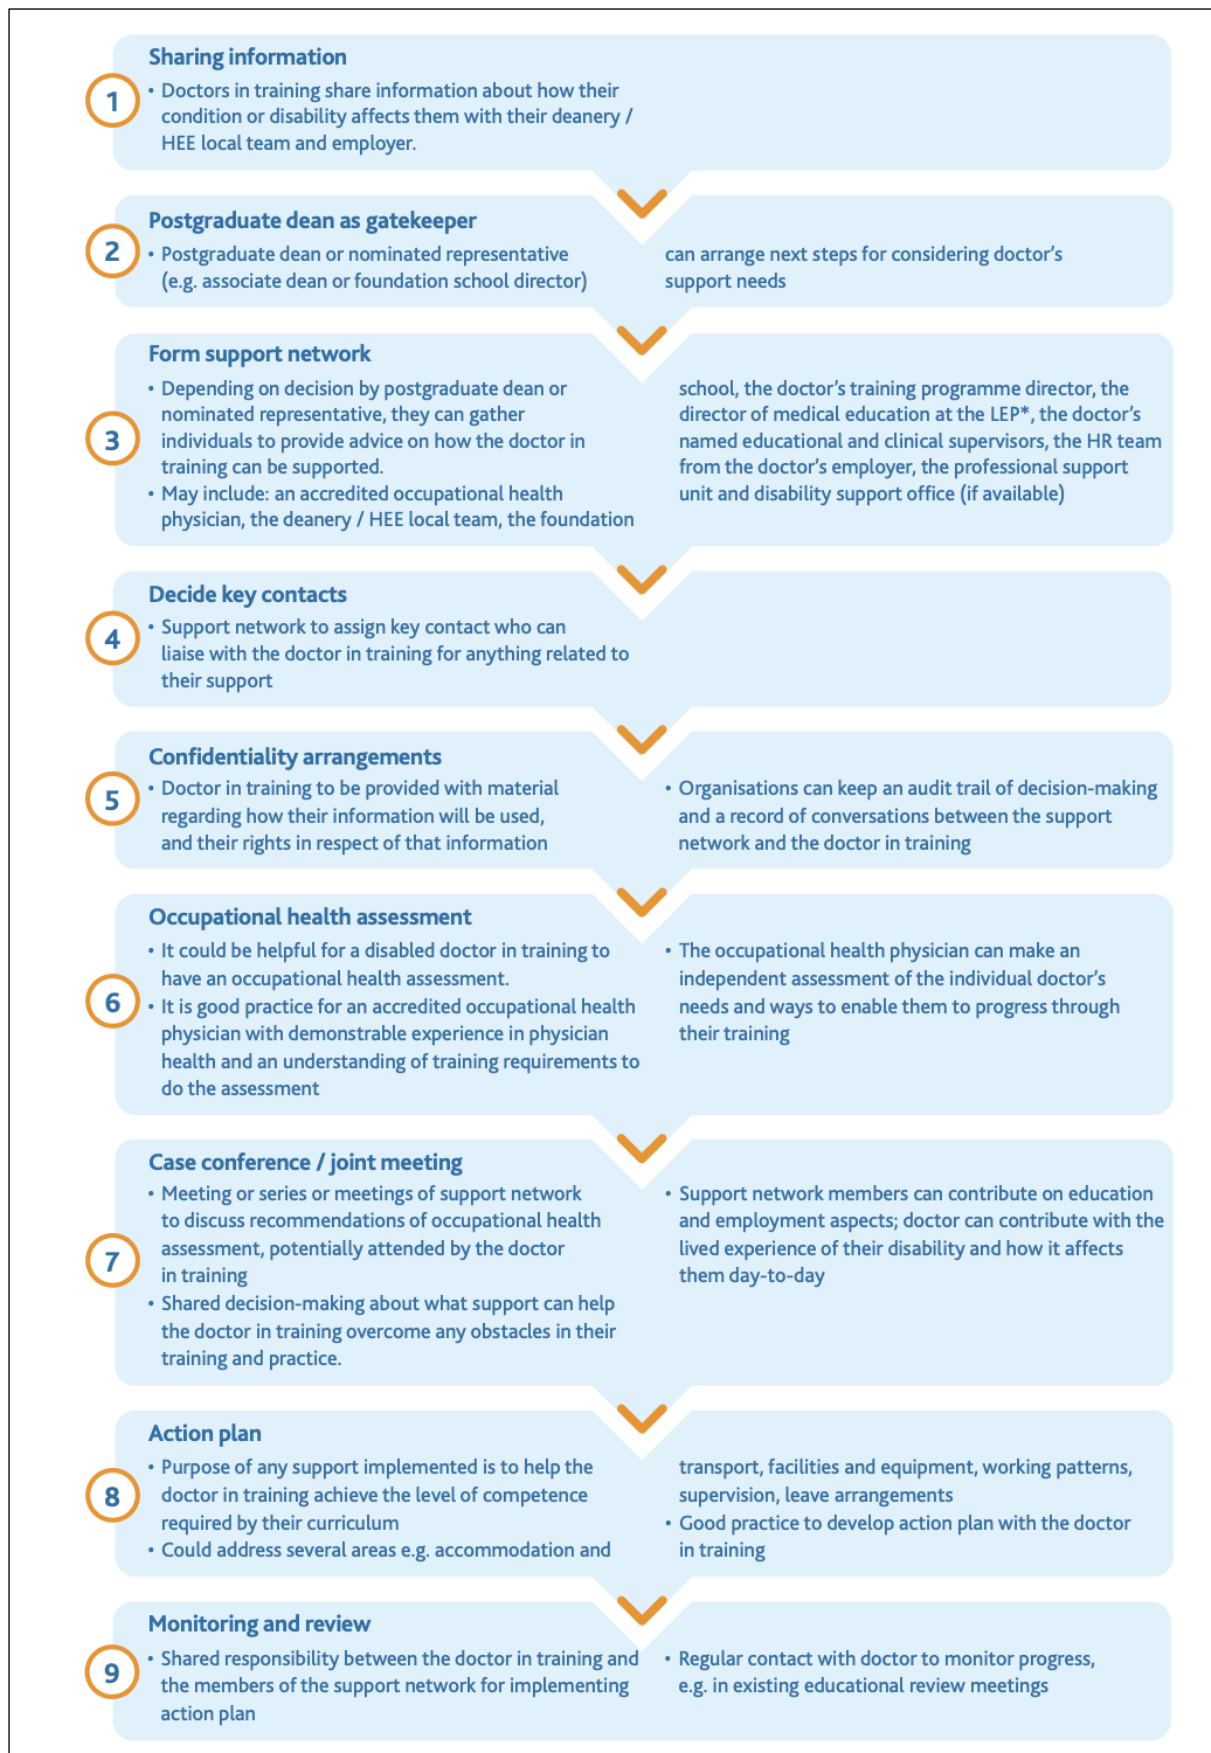 Sharing information
1
• Doctors in training share information about how their
condition or disability affects them with their deanery /
HEE local team and employer.
Postgraduate dean as gatekeeper
2
• Postgraduate dean or nominated representative
(e.g. associate dean or foundation school director)
can arrange next steps for considering doctor's
support needs
Form support network
3
• Depending on decision by postgraduate dean or
nominated representative, they can gather
individuals to provide advice on how the doctor in
training can be supported.
• May include: an accredited occupational health
physician, the deanery / HEE local team, the foundation
school, the doctor's training programme director, the
director of medical education at the LEP*, the doctor's
named educational and clinical supervisors, the HR team
from the doctor's employer, the professional support
unit and disability support office (if available)
Decide key contacts
4
• Support network to assign key contact who can
liaise with the doctor in training for anything related to
their support
Confidentiality arrangements
5
• Doctor in training to be provided with material
regarding how their information will be used,
and their rights in respect of that information
• Organisations can keep an audit trail of decision-making
and a record of conversations between the support
network and the doctor in training
Occupational health assessment
6
• It could be helpful for a disabled doctor in training to
have an occupational health assessment.
• It is good practice for an accredited occupational health
physician with demonstrable experience in physician
health and an understanding of training requirements to
do the assessment
• The occupational health physician can make an
independent assessment of the individual doctor's
needs and ways to enable them to progress through
their training
Case conference / joint meeting
7
• Meeting or series or meetings of support network
to discuss recommendations of occupational health
assessment, potentially attended by the doctor
in training
• Shared decision-making about what support can help
the doctor in training overcome any obstacles in their
training and practice.
• Support network members can contribute on education
and employment aspects; doctor can contribute with the
lived experience of their disability and how it affects
them day-to-day
Action plan
8
• Purpose of any support implemented is to help the
doctor in training achieve the level of competence
required by their curriculum
• Could address several areas e.g. accommodation and
transport, facilities and equipment, working patterns,
supervision, leave arrangements
• Good practice to develop action plan with the doctor
in training
Monitoring and review
9
• Shared responsibility between the doctor in training and
the members of the support network for implementing
action plan
• Regular contact with doctor to monitor progress,
e.g. in existing educational review meetings